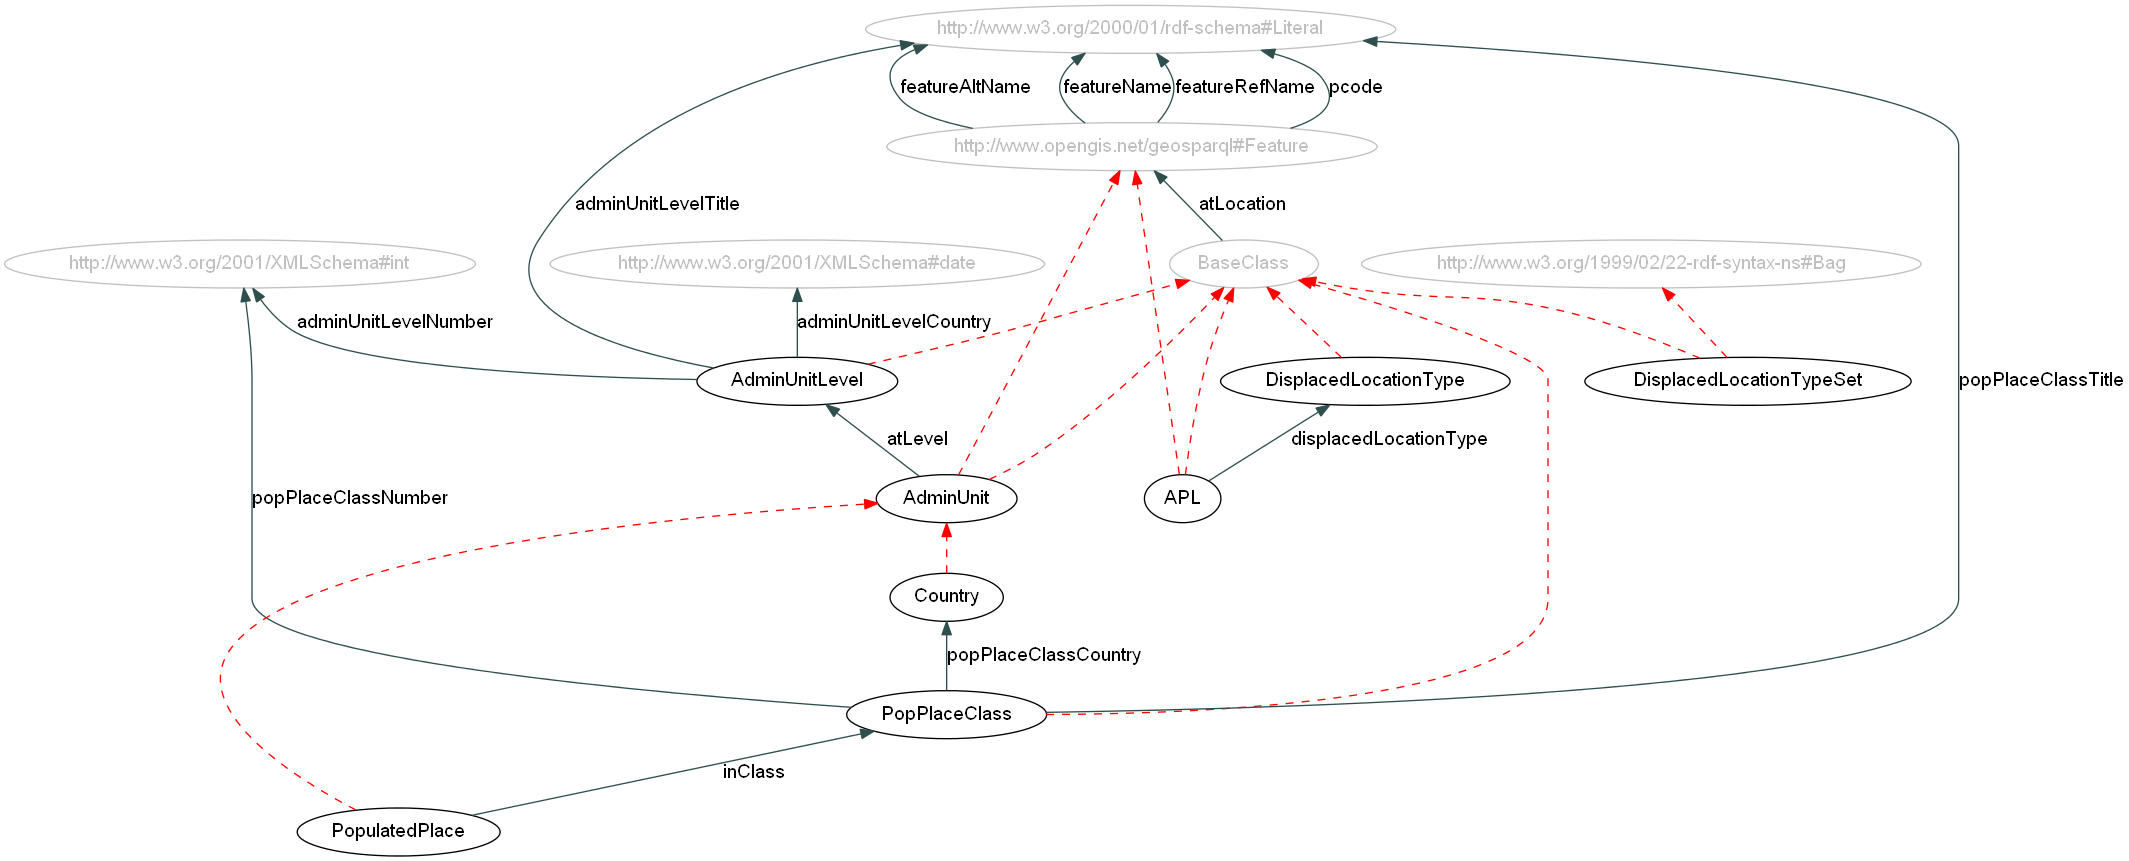 http://www.w3.org/2000/01/rdf-schema#Literal
featureAltName
featureName
featureRefName
pcode
http://www.opengis.net/geosparql#Feature
adminUnitLevelTitle
atLocation
http://www.w3.org/2001/XMLSchema#int
http://www.w3.org/2001/XMLSchema#date
BaseClass
http://www.w3.org/1999/02/22-rdf-syntax-ns#Bag
adminUnitLevelNumber
adminUnitLevelCountry
AdminUnitLevel
DisplacedLocationType
DisplacedLocationTypeSet
popPlaceClassTitle
atLevel
displacedLocationType
popPlaceClassNumber
AdminUnit
APL
Country
popPlaceClassCountry
PopPlaceClass
inClass
PopulatedPlace